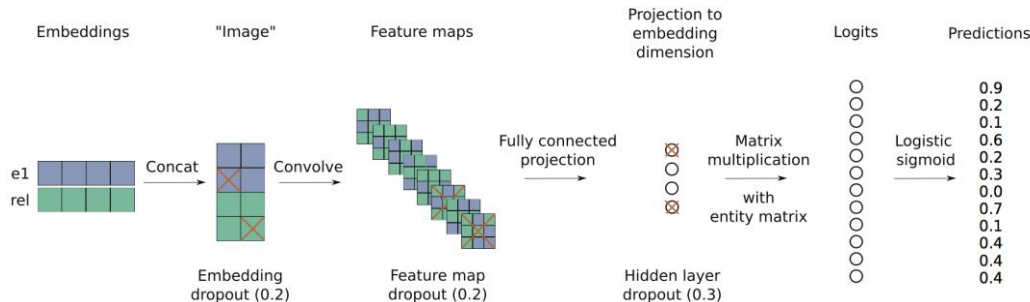 Embeddings
"Image"
Feature maps
Projection to
embedding
dimension
Logits
Predictions
e1
rel
Concat
Convolve
Fully connected
projection
Matrix
multiplication
with
entity matrix
Logistic
sigmoid
0.9
0.2
0.1
0.6
0.2
0.3
0.0
0.7
0.1
0.4
0.4
0.4
Embedding
dropout (0.2)
Feature map
dropout (0.2)
Hidden layer
dropout (0.3)